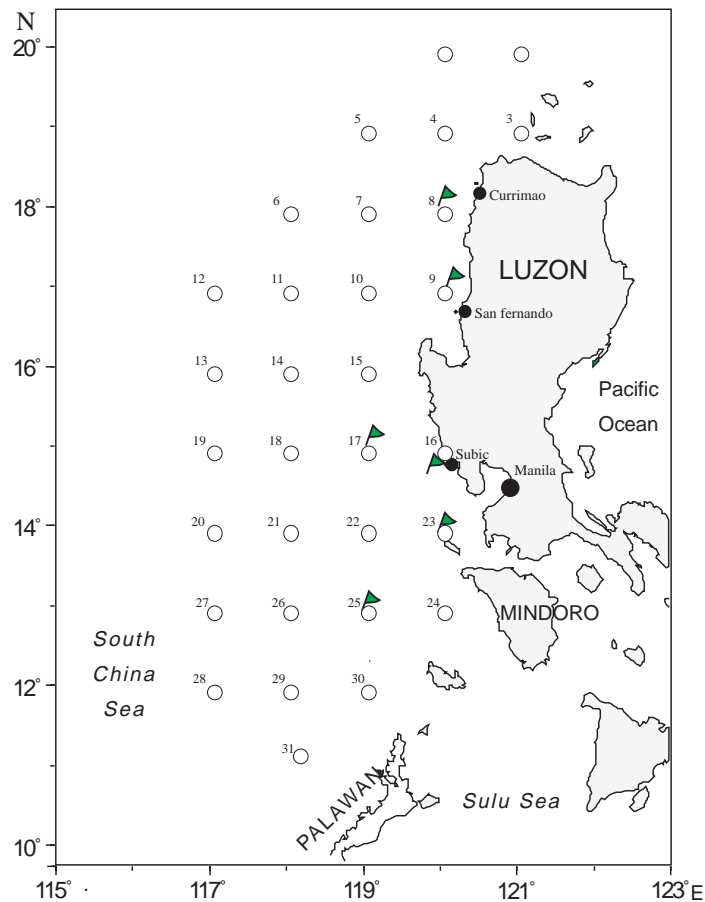 N
20°
5 4 3
18°
6 7 8
Currimao
LUZON
12 11 10 9
San fernando
16°
13 14 15
Pacific
Ocean
19 18 17 16
Subic
Manila
14°
20 21 22 23
27 26 25 24
MINDORO
South
China
Sea
12°
28 29 30
31
PALAWAN
Sulu Sea
10°
115° 117° 119° 121° 123° E